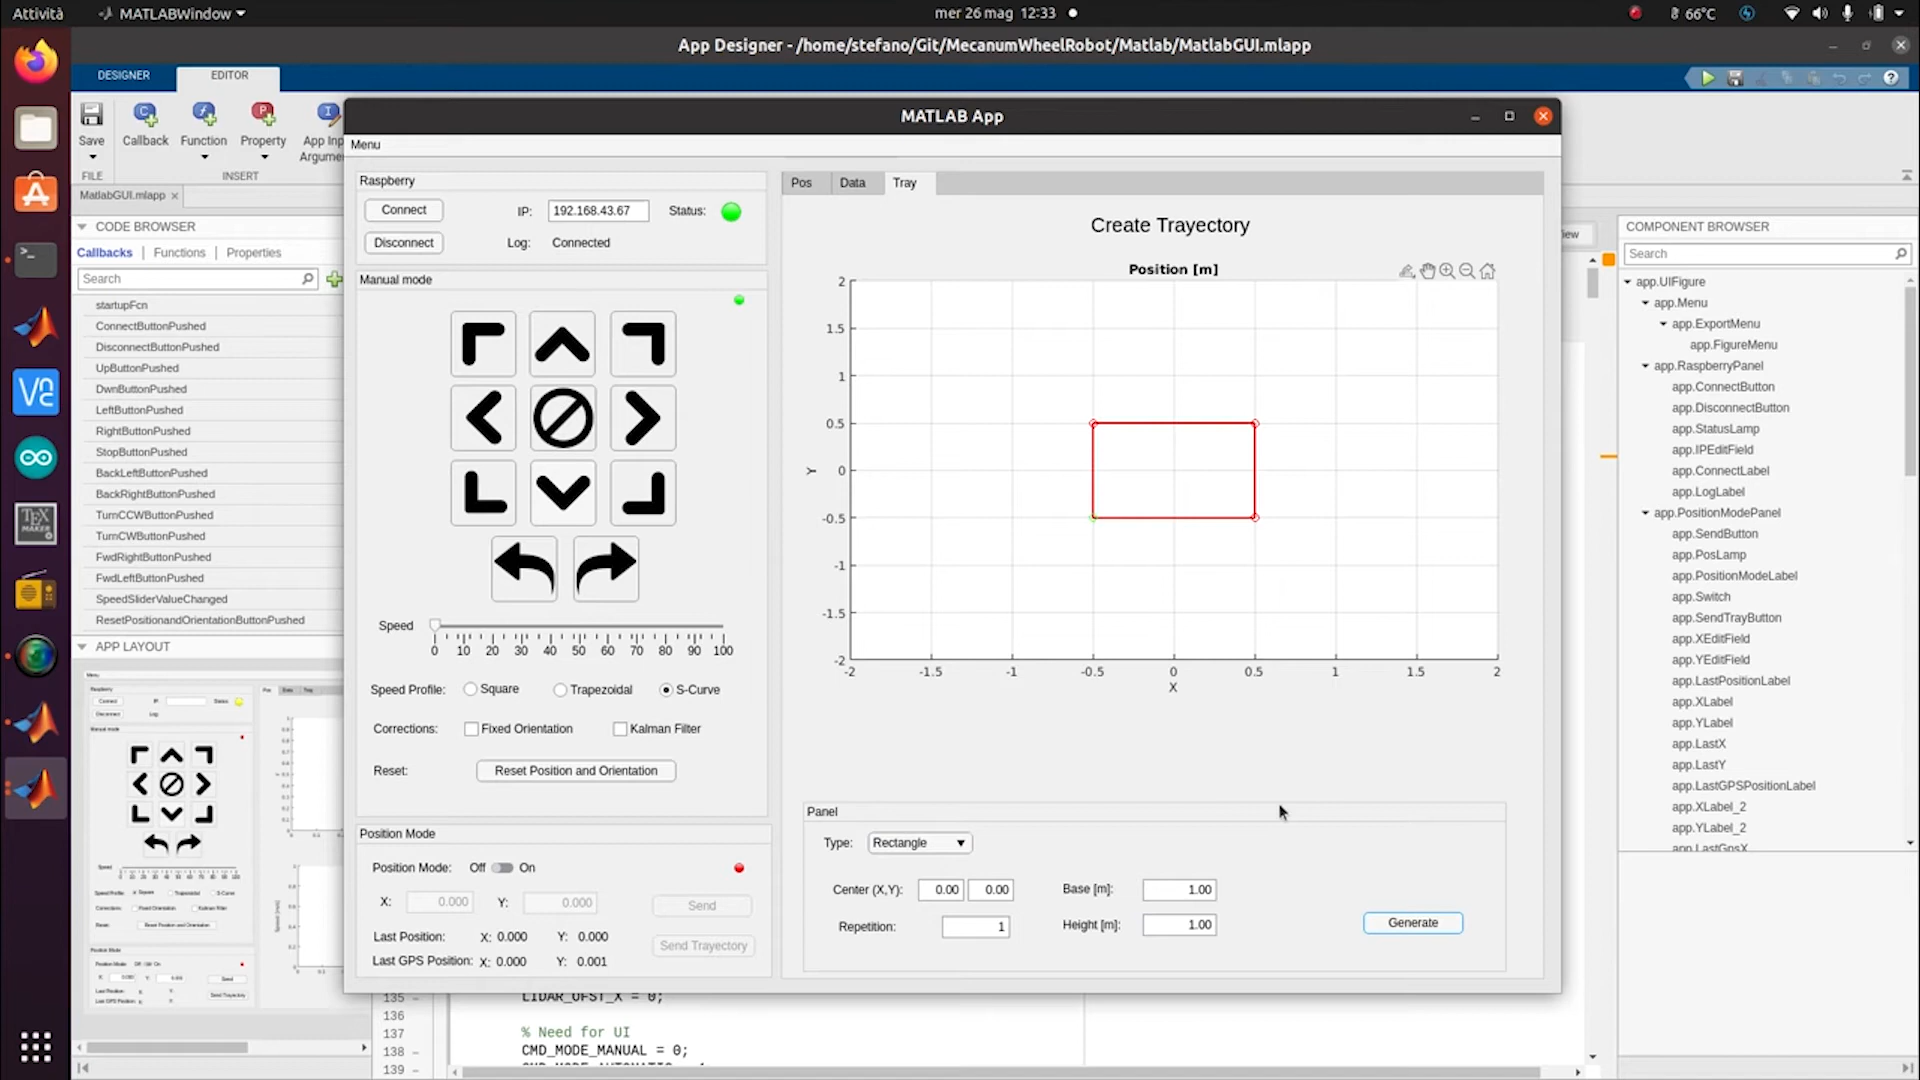 Attività
MATLABWindow
mer 26 mag 12:33
66°C
App Designer - /home/stefano/Git/MecanumWheelRobot/Matlab/MatlabGUI.mlapp
DESIGNER
EDITOR
Save
Callback
Function
Property
App Inp
Argume
FILE
INSERT
MatlabGUI.mlapp
CODE BROWSER
Callbacks
Functions
Properties
Search
startupFcn
ConnectButtonPushed
DisconnectButtonPushed
UpButtonPushed
DwnButtonPushed
LeftButtonPushed
RightButtonPushed
StopButtonPushed
BackLeftButtonPushed
BackRightButtonPushed
TurnCCWButtonPushed
TurnCWButtonPushed
FwdRightButtonPushed
FwdLeftButtonPushed
SpeedSliderValueChanged
ResetPositionandOrientationButtonPushed
APP LAYOUT
MATLAB App
Menu
Raspberry
Connect
IP: 192.168.43.67
Status:
Disconnect
Log: Connected
Manual mode
Speed
0 10 20 30 40 50 60 70 80 90 100
Speed Profile: Square Trapezoidal S-Curve
Corrections: Fixed Orientation Kalman Filter
Reset: Reset Position and Orientation
Position Mode
Position Mode: Off On
X: 0.000 Y: 0.000 Send
Last Position: X: 0.000 Y: 0.000 Send Trayectory
Last GPS Position: X: 0.000 Y: 0.001
Pos Data Tray
Create Trayectory
Position [m]
2
1.5
1
0.5
0
-0.5
-1
-1.5
-2
Y
-2 -1.5 -1 -0.5 0 0.5 1 1.5 2
X
Panel
Type: Rectangle
Center (X,Y): 0.00 0.00 Base [m]: 1.00
Repetition: 1 Height [m]: 1.00 Generate
135 LIDAR_OFST_X = 0;
136
137 % Need for UI
138 CMD_MODE_MANUAL = 0;
139
iew
COMPONENT BROWSER
Search
app.UIFigure
app.Menu
app.ExportMenu
app.FigureMenu
app.RaspberryPanel
app.ConnectButton
app.DisconnectButton
app.StatusLamp
app.IPEditField
app.ConnectLabel
app.LogLabel
app.PositionModePanel
app.SendButton
app.PosLamp
app.PositionModeLabel
app.Switch
app.SendTrayButton
app.XEditField
app.YEditField
app.LastPositionLabel
app.XLabel
app.YLabel
app.LastX
app.LastY
app.LastGPSPositionLabel
app.XLabel_2
app.YLabel_2
app.LastGpsX